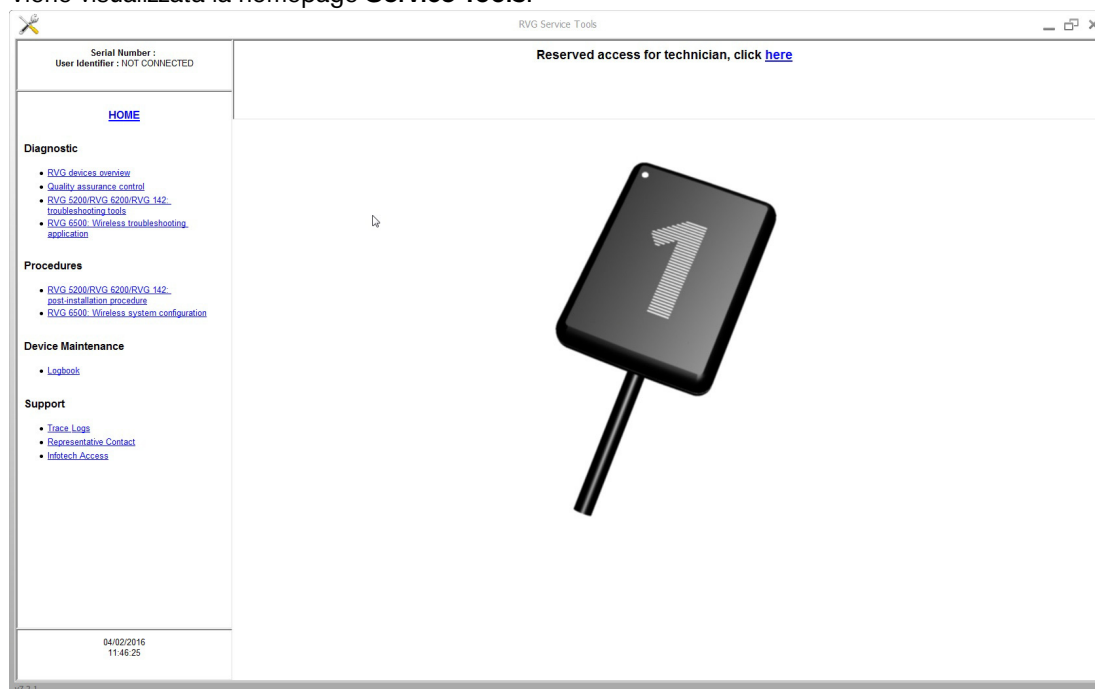 Viene visualizzata la homepage Service Tools.
RVG Service Tools
Serial Number :
User Identifier : NOT CONNECTED
Reserved access for technician, click here
HOME
Diagnostic
RVG devices overview
Quality assurance control
RVG 5200/RVG 6200/RVG 142:
troubleshooting tools
RVG 6500: Wireless troubleshooting
application
Procedures
RVG 5200/RVG 6200/RVG 142:
post-installation procedure
RVG 6500: Wireless system configuration
Device Maintenance
Logbook
Support
Trace Logs
Representative Contact
Infotech Access
1
04/02/2016
11:46:25